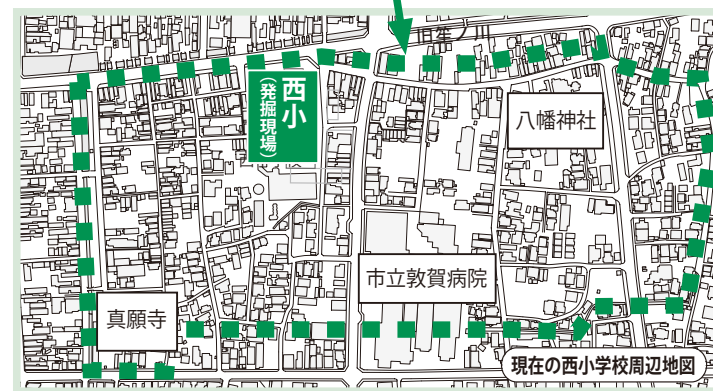 旧笙ノ川
西小
（発掘現場）
八幡神社
市立敦賀病院
真願寺
現在の西小学校周辺地図